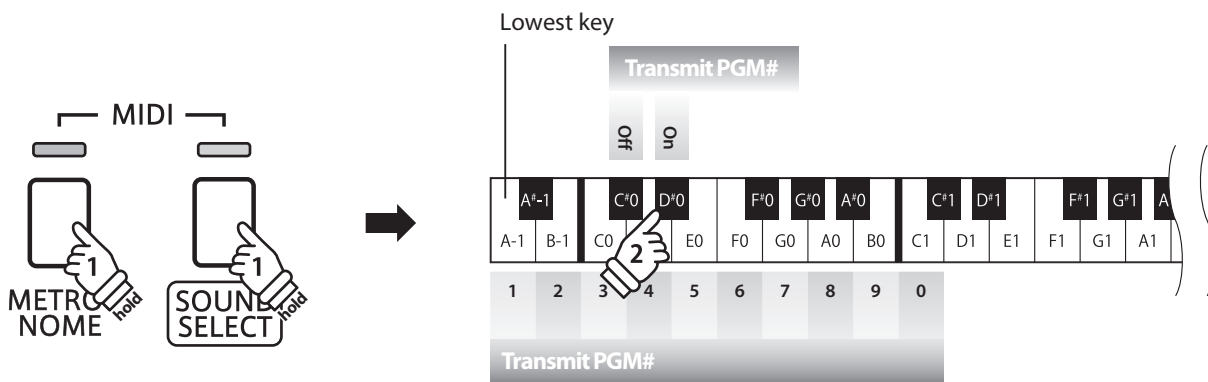 Lowest key
Transmit PGM#
Off
On
MIDI
METRO
NOME
1
hold
SOUND
SELECT
1
hold
A#-1
C#0
D#0
F#0
G#0
A#0
C#1
D#1
F#1
G#1
A
A-1
B-1
C0
2
E0
F0
G0
A0
B0
C1
D1
E1
F1
G1
A1
1
2
3
4
5
6
7
8
9
0
Transmit PGM#